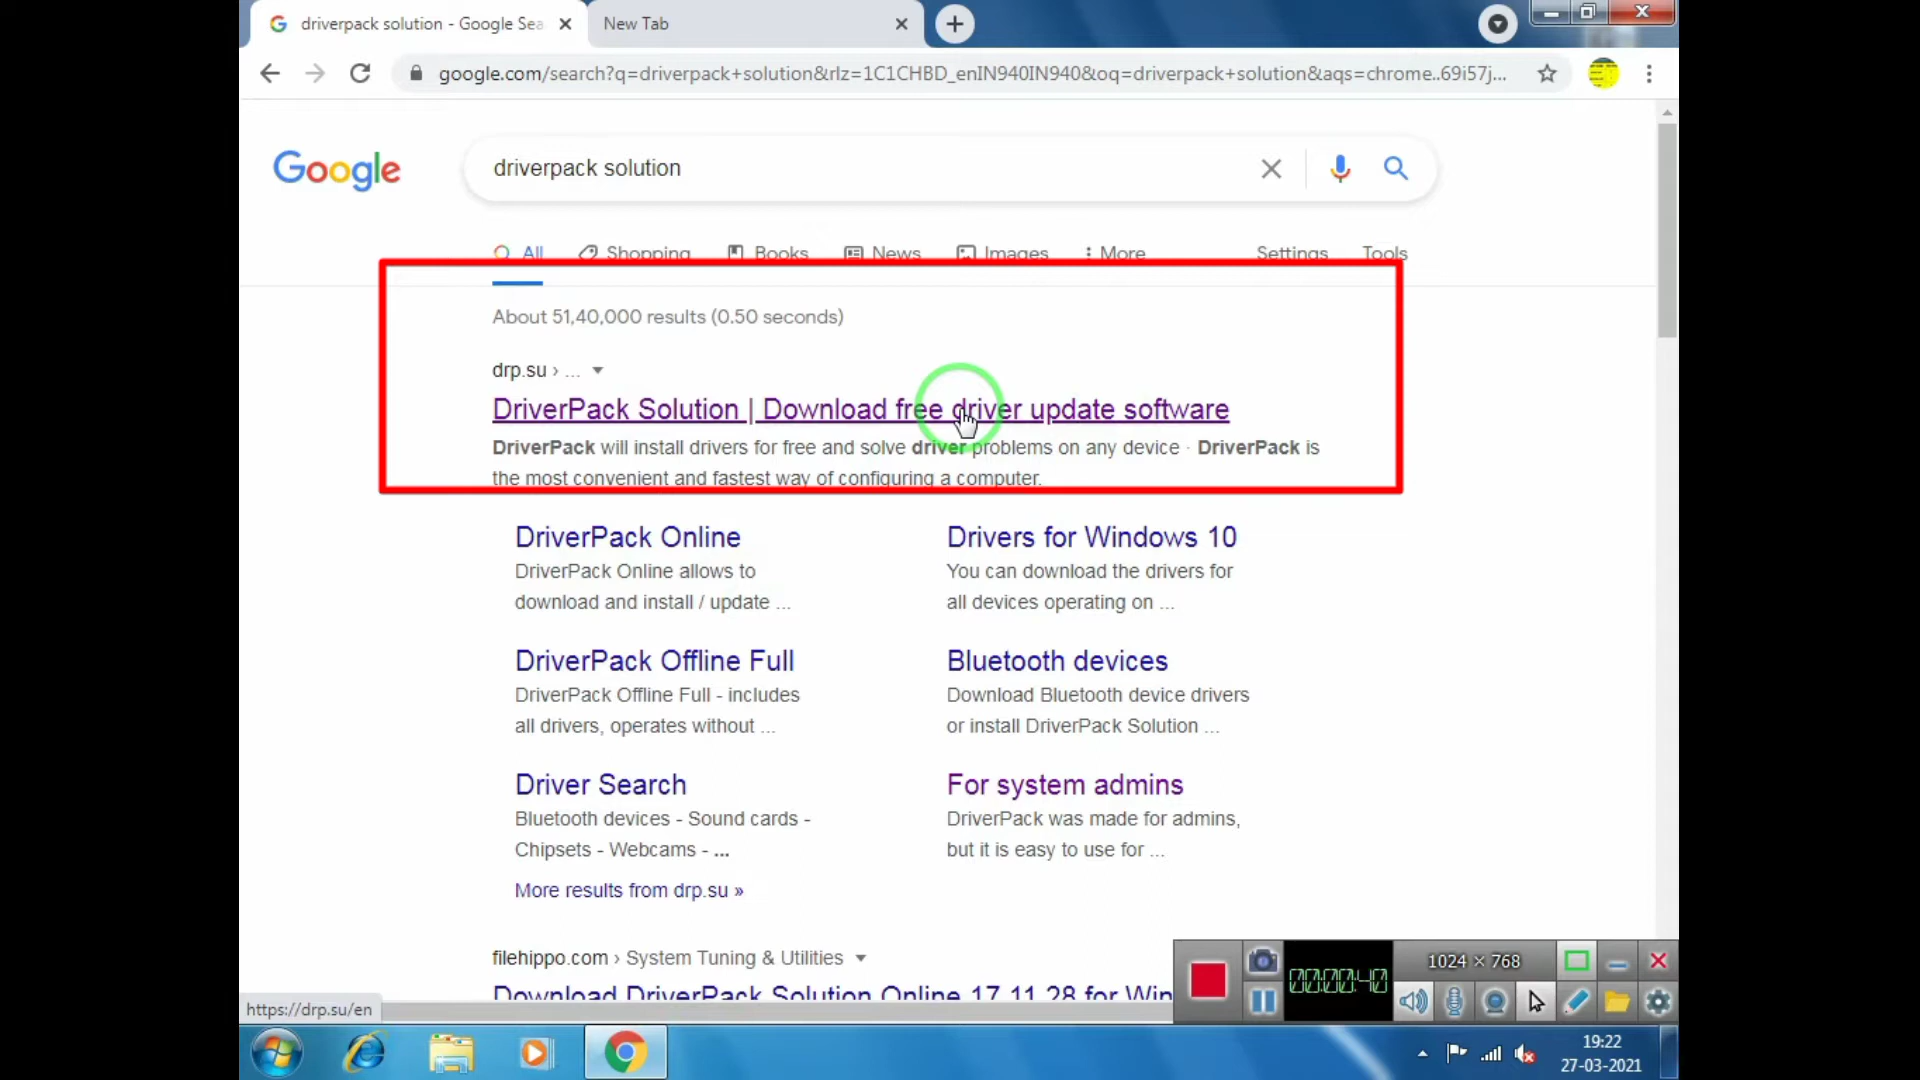 driverpack solution - Google Sea
New Tab
google.com/search?q=driverpack+solution&rlz=1C1CHBD_enIN940IN940&oq=driverpack+solution&aqs=chrome..69i57j...
Google
driverpack solution
All
Shopping
Books
News
Images
More
Settings
Tools
About 51,40,000 results (0.50 seconds)
drp.su › ...
DriverPack Solution | Download free driver update software
DriverPack will install drivers for free and solve driver problems on any device · DriverPack is
the most convenient and fastest way of configuring a computer.
DriverPack Online
DriverPack Online allows to
download and install / update ...
Drivers for Windows 10
You can download the drivers for
all devices operating on ...
DriverPack Offline Full
DriverPack Offline Full - includes
all drivers, operates without ...
Bluetooth devices
Download Bluetooth device drivers
or install DriverPack Solution ...
Driver Search
Bluetooth devices - Sound cards -
Chipsets - Webcams - ...
For system admins
DriverPack was made for admins,
but it is easy to use for ...
More results from drp.su »
filehippo.com › System Tuning & Utilities
Download DriverPack Solution Online 17.11.28 for Win
https://drp.su/en
00:00:40
1024 × 768
19:22
27-03-2021